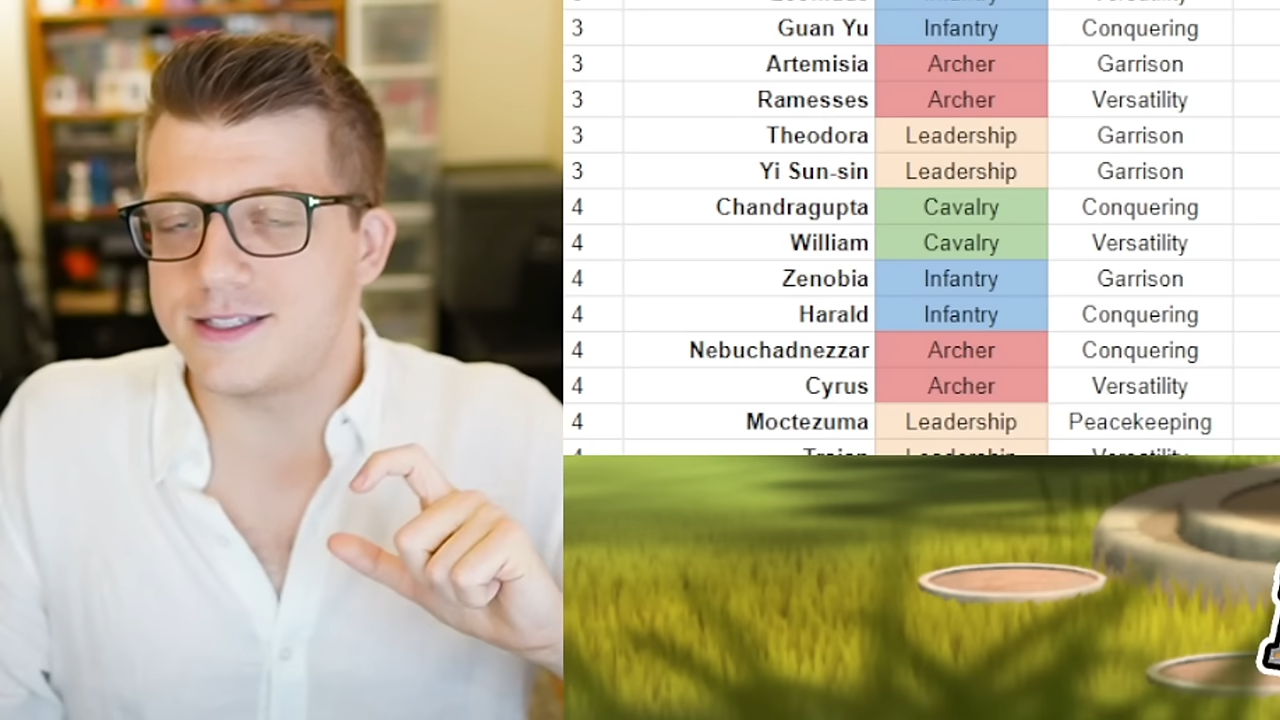 3 Guan Yu Infantry Conquering
3 Artemisia Archer Garrison
3 Ramesses Archer Versatility
3 Theodora Leadership Garrison
3 Yi Sun-sin Leadership Garrison
4 Chandragupta Cavalry Conquering
4 William Cavalry Versatility
4 Zenobia Infantry Garrison
4 Harald Infantry Conquering
4 Nebuchadnezzar Archer Conquering
4 Cyrus Archer Versatility
4 Moctezuma Leadership Peacekeeping